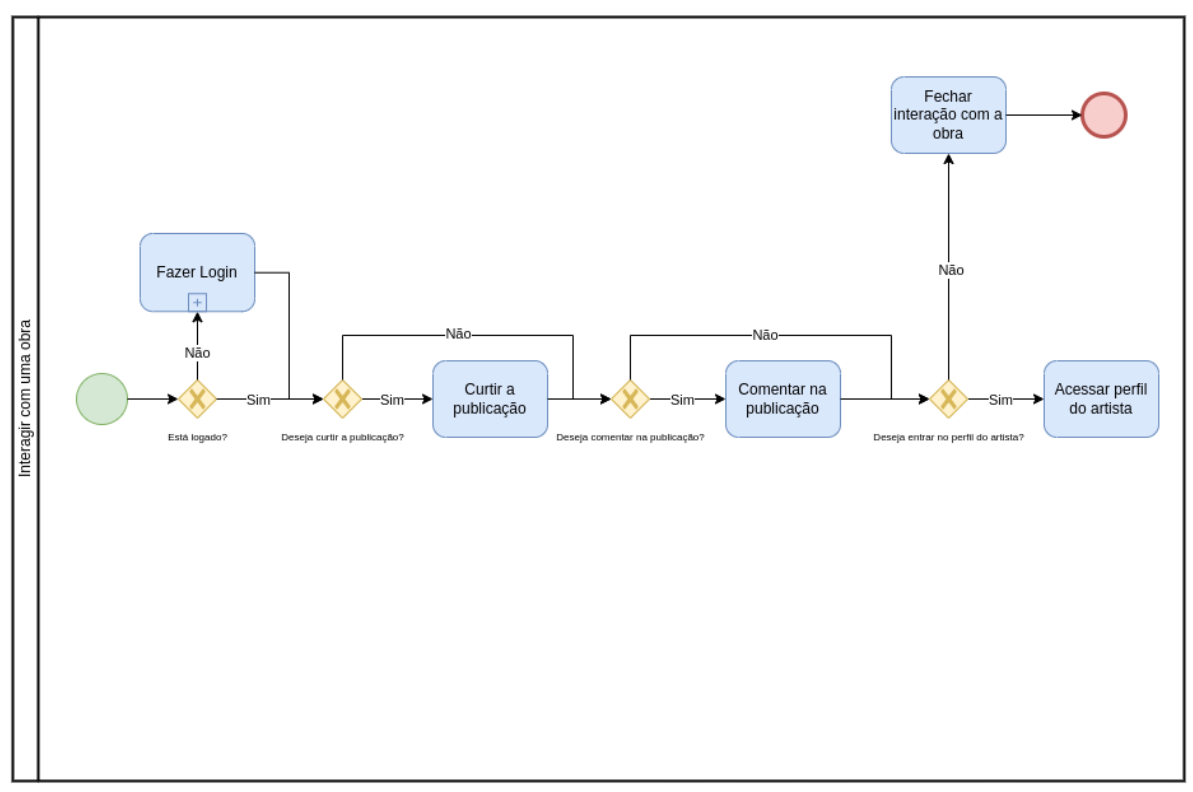 Interagir com uma obra
Fechar
interação com a
obra
Fazer Login
Não
Não
Não
Não
Sim
Sim
Sim
Sim
Curtir a
publicação
Comentar na
publicação
Acessar perfil
do artista
Está logado?
Deseja curtir a publicação?
Deseja comentar na publicação?
Deseja entrar no perfil do artista?